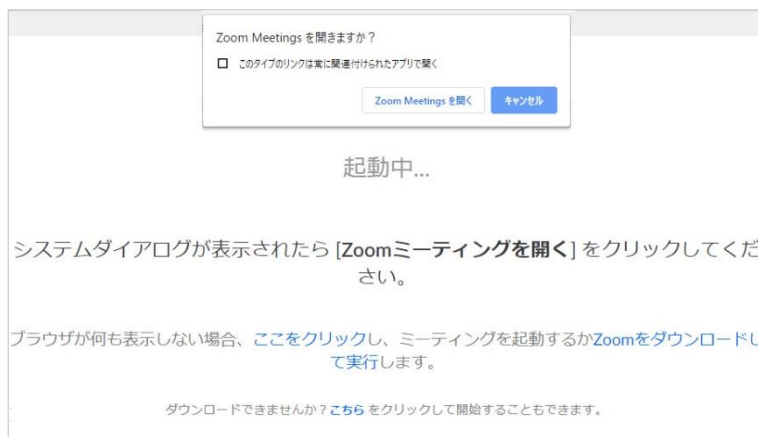 Zoom Meetings を開きますか？
このタイプのリンクは常に関連付けられたアプリで開く
Zoom Meetings を開く キャンセル
起動中...
システムダイアログが表示されたら [Zoomミーティングを開く] をクリックしてくだ
さい。
ブラウザが何も表示しない場合、ここをクリックし、ミーティングを起動するかZoomをダウンロードし
て実行します。
ダウンロードできませんか？こちら をクリックして開始することもできます。